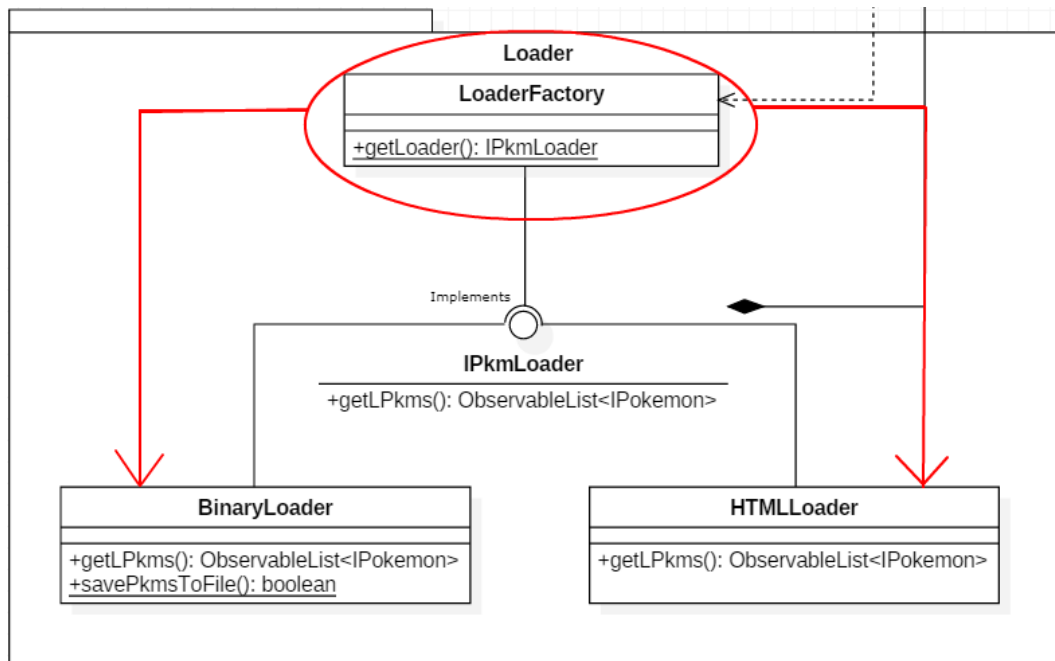 Loader
LoaderFactory
+getLoader(): IPkmLoader
Implements
IPkmLoader
+getLPkms(): ObservableList<IPokemon>
BinaryLoader
+getLPkms(): ObservableList<IPokemon>
+savePkmsToFile(): boolean
HTMLLoader
+getLPkms(): ObservableList<IPokemon>